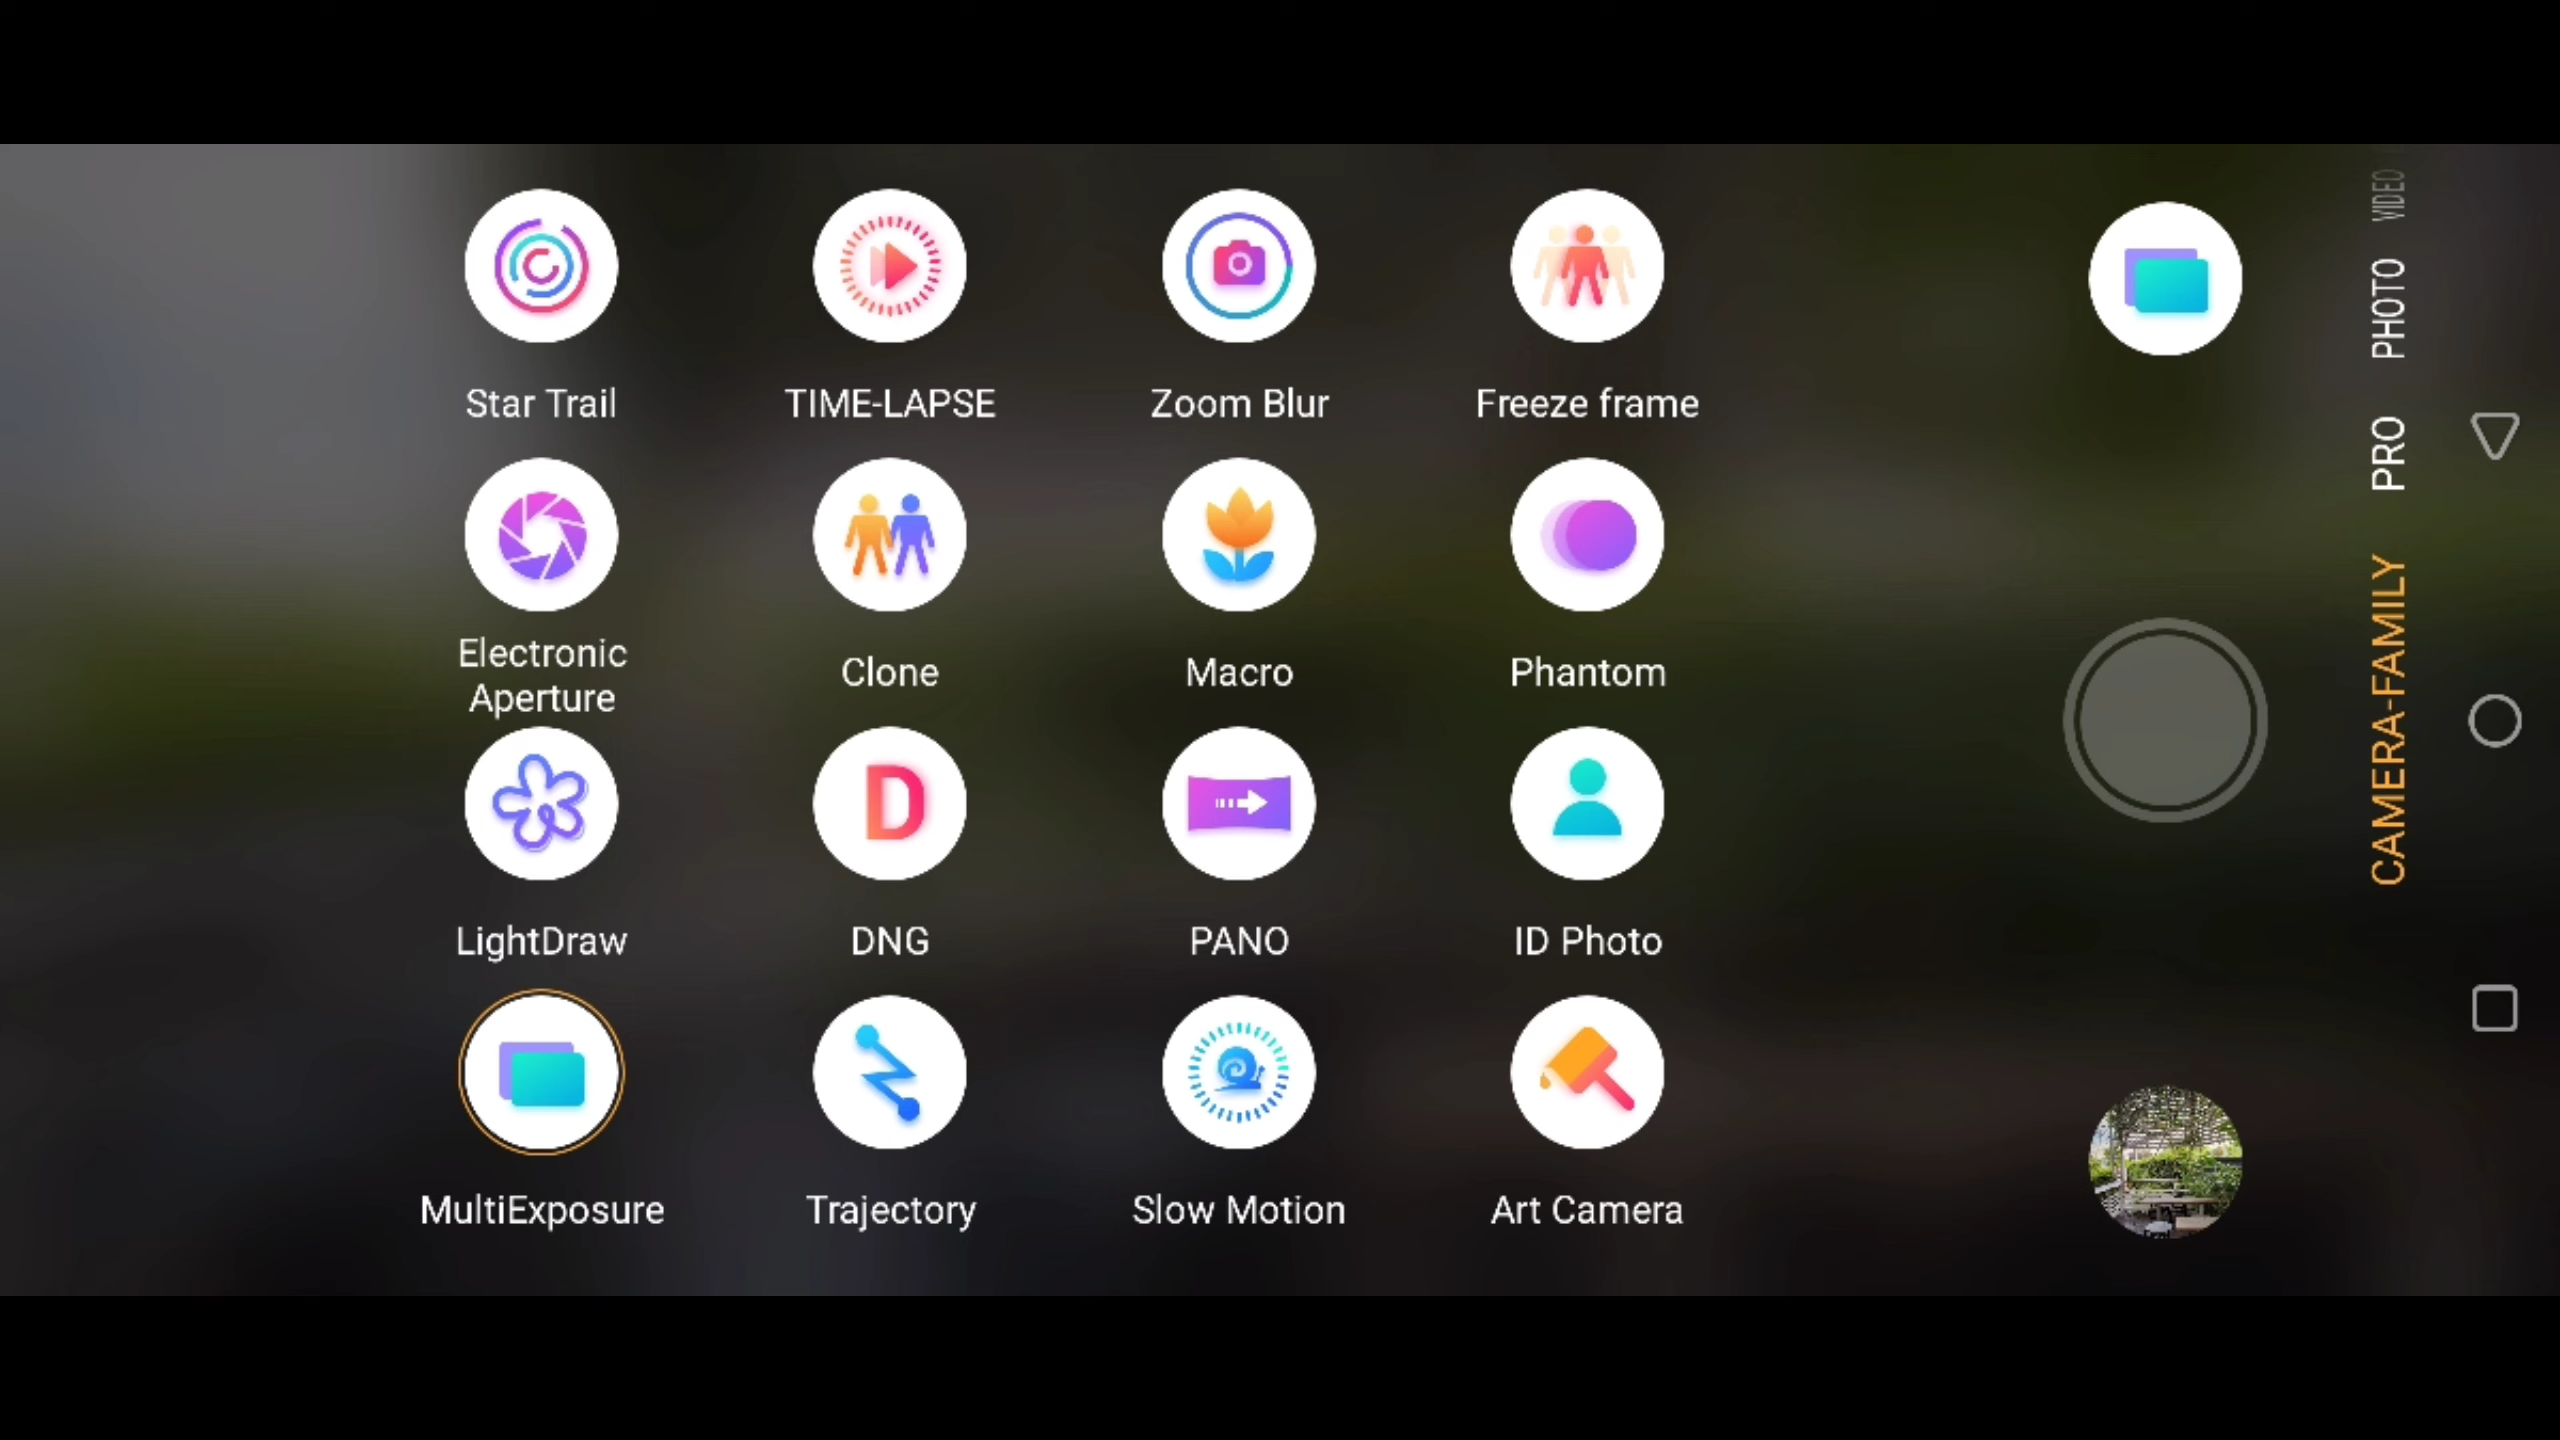 Star Trail
TIME-LAPSE
Zoom Blur
Freeze frame
Electronic
Aperture
Clone
Macro
Phantom
LightDraw
D
DNG
PANO
ID Photo
MultiExposure
Trajectory
Slow Motion
Art Camera
CAMERA-FAMILY
PRO
PHOTO
VIDEO